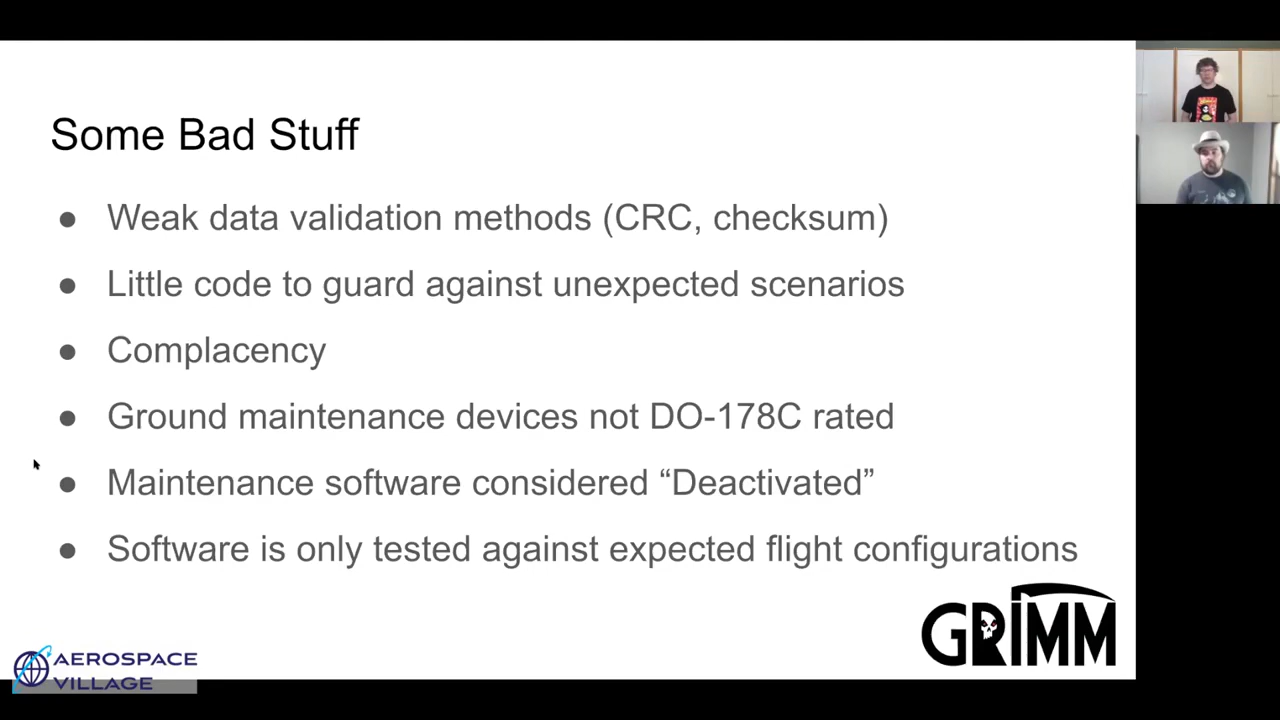 Some Bad Stuff
● Weak data validation methods (CRC, checksum)
● Little code to guard against unexpected scenarios
● Complacency
● Ground maintenance devices not DO-178C rated
● Maintenance software considered “Deactivated”
● Software is only tested against expected flight configurations
GRIMM
AEROSPACE
VILLAGE